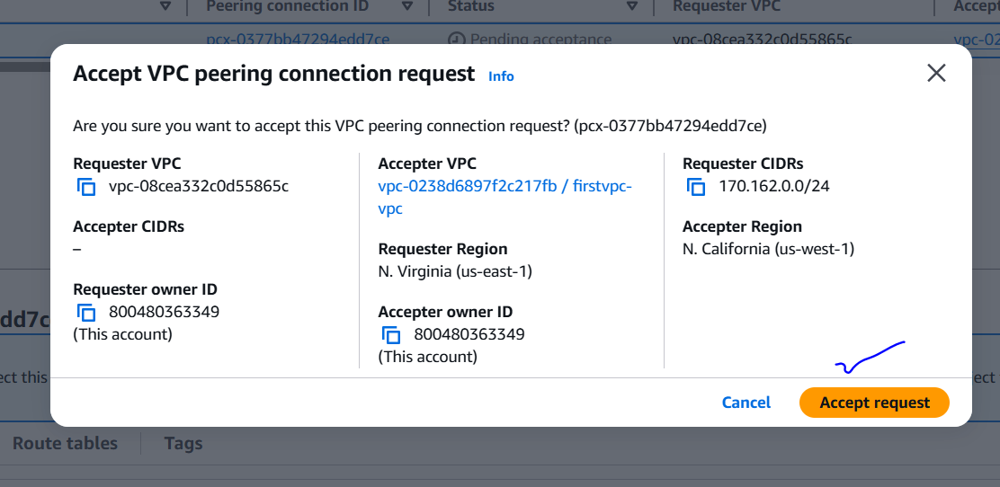 Peering connection ID Status Requester VPC Accept
pcx-0377bb47294edd7ce Pending acceptance vpc-08cea332c0d55865c vpc-02
Accept VPC peering connection request Info
Are you sure you want to accept this VPC peering connection request? (pcx-0377bb47294edd7ce)
Requester VPC
vpc-08cea332c0d55865c
Accepter CIDRs
–
Requester owner ID
800480363349
(This account)
Accepter VPC
vpc-0238d6897f2c217fb / firstvpc-
vpc
Requester Region
N. Virginia (us-east-1)
Accepter owner ID
800480363349
(This account)
Requester CIDRs
170.162.0.0/24
Accepter Region
N. California (us-west-1)
edd7c
ect this
ect
Cancel Accept request
Route tables Tags